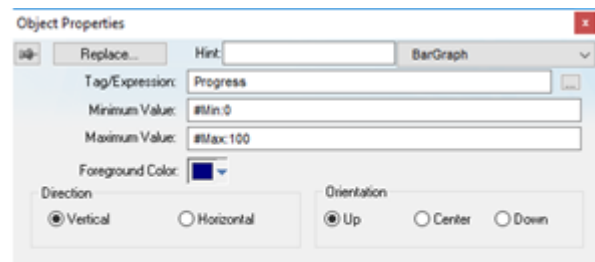 Object Properties
x
Replace... Hint: BarGraph
Tag/Expression: Progress ...
Minimum Value: #Min:0
Maximum Value: #Max:100
Foreground Color:
Direction Orientation
Vertical Horizontal Up Center Down